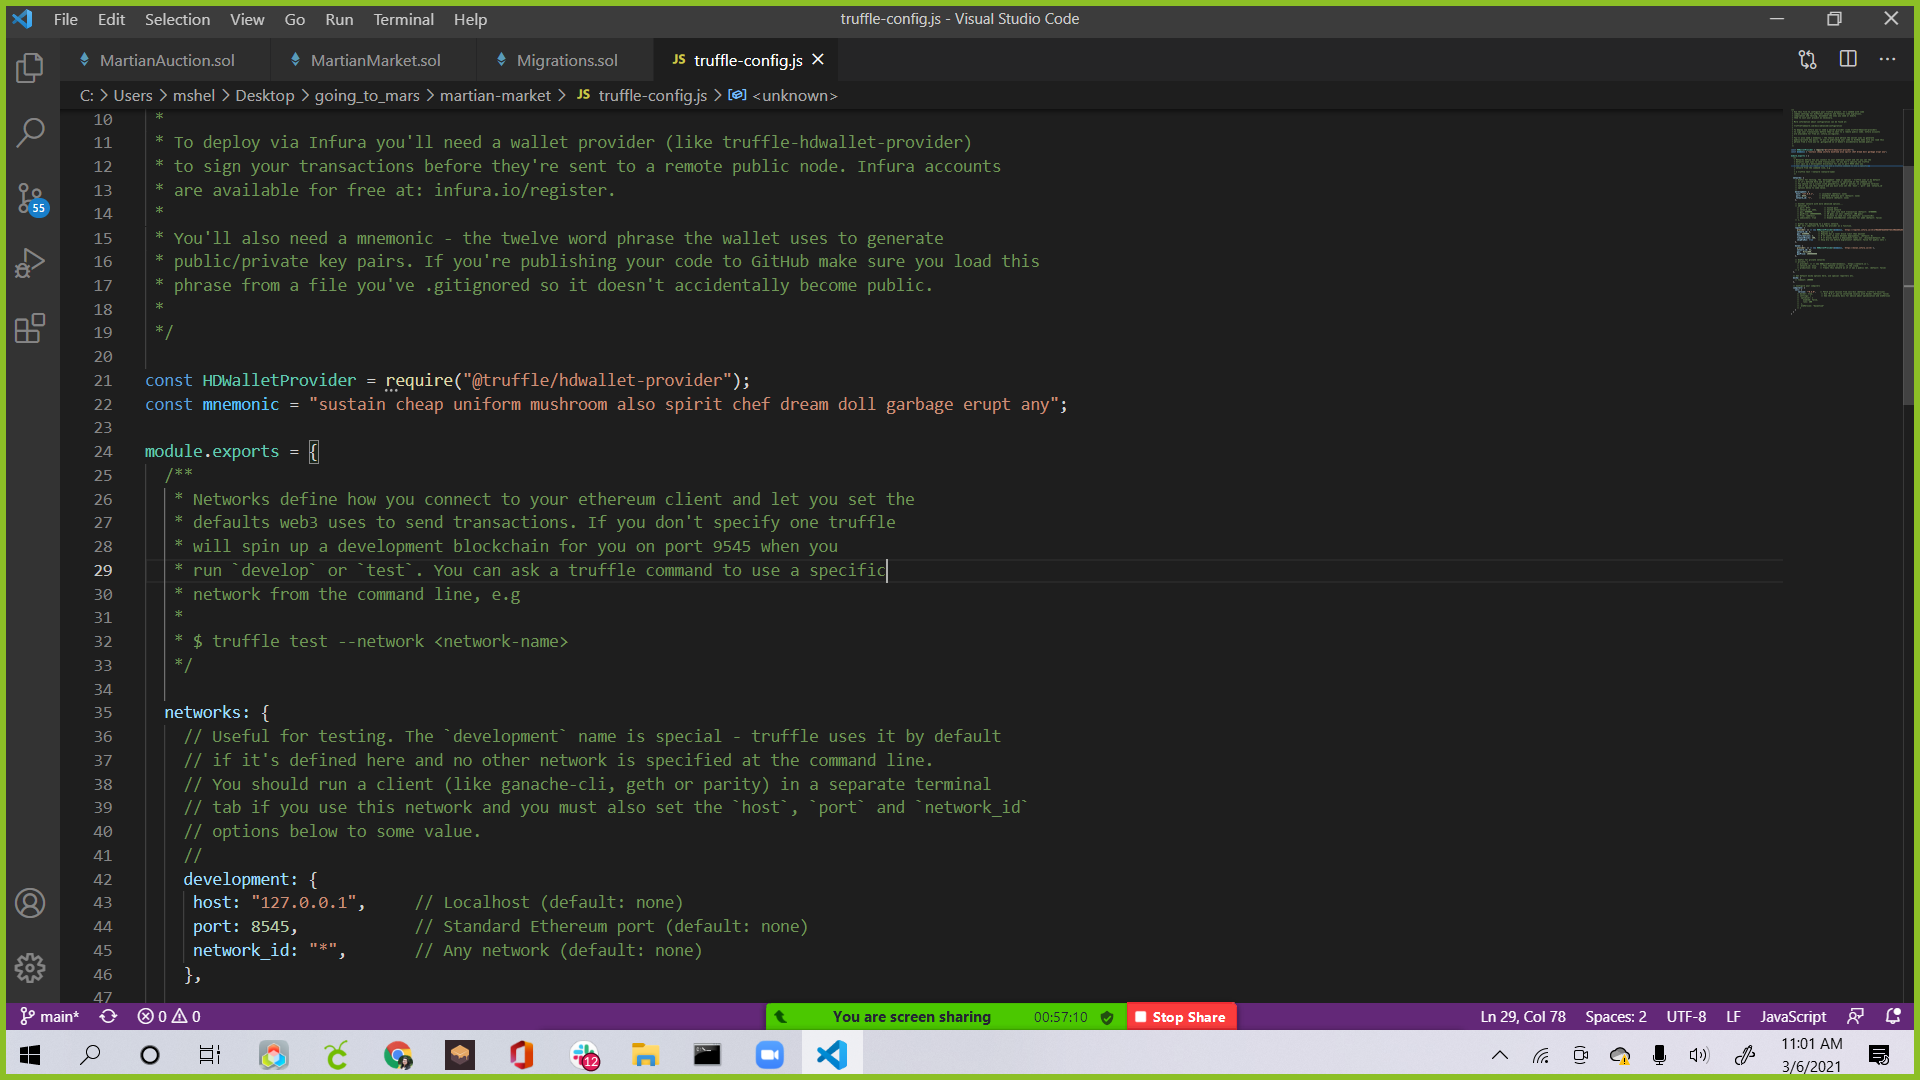 File Edit Selection View Go Run Terminal Help
truffle-config.js - Visual Studio Code
MartianAuction.sol
MartianMarket.sol
Migrations.sol
JS truffle-config.js
C: > Users > mshel > Desktop > going_to_mars > martian-market > JS truffle-config.js > <unknown>
10 *
11 * To deploy via Infura you'll need a wallet provider (like truffle-hdwallet-provider)
12 * to sign your transactions before they're sent to a remote public node. Infura accounts
13 * are available for free at: infura.io/register.
14 *
15 * You'll also need a mnemonic - the twelve word phrase the wallet uses to generate
16 * public/private key pairs. If you're publishing your code to GitHub make sure you load this
17 * phrase from a file you've .gitignored so it doesn't accidentally become public.
18 *
19 */
20
21 const HDWalletProvider = require("@truffle/hdwallet-provider");
22 const mnemonic = "sustain cheap uniform mushroom also spirit chef dream doll garbage erupt any";
23
24 module.exports = {
25 /**
26 * Networks define how you connect to your ethereum client and let you set the
27 * defaults web3 uses to send transactions. If you don't specify one truffle
28 * will spin up a development blockchain for you on port 9545 when you
29 * run `develop` or `test`. You can ask a truffle command to use a specific
30 * network from the command line, e.g
31 *
32 * $ truffle test --network <network-name>
33 */
34
35 networks: {
36 // Useful for testing. The `development` name is special - truffle uses it by default
37 // if it's defined here and no other network is specified at the command line.
38 // You should run a client (like ganache-cli, geth or parity) in a separate terminal
39 // tab if you use this network and you must also set the `host`, `port` and `network_id`
40 // options below to some value.
41 //
42 development: {
43 host: "127.0.0.1", // Localhost (default: none)
44 port: 8545, // Standard Ethereum port (default: none)
45 network_id: "*", // Any network (default: none)
46 },
47
55
main* 0 0
You are screen sharing 00:57:10 Stop Share
Ln 29, Col 78 Spaces: 2 UTF-8 LF JavaScript
12
11:01 AM
3/6/2021